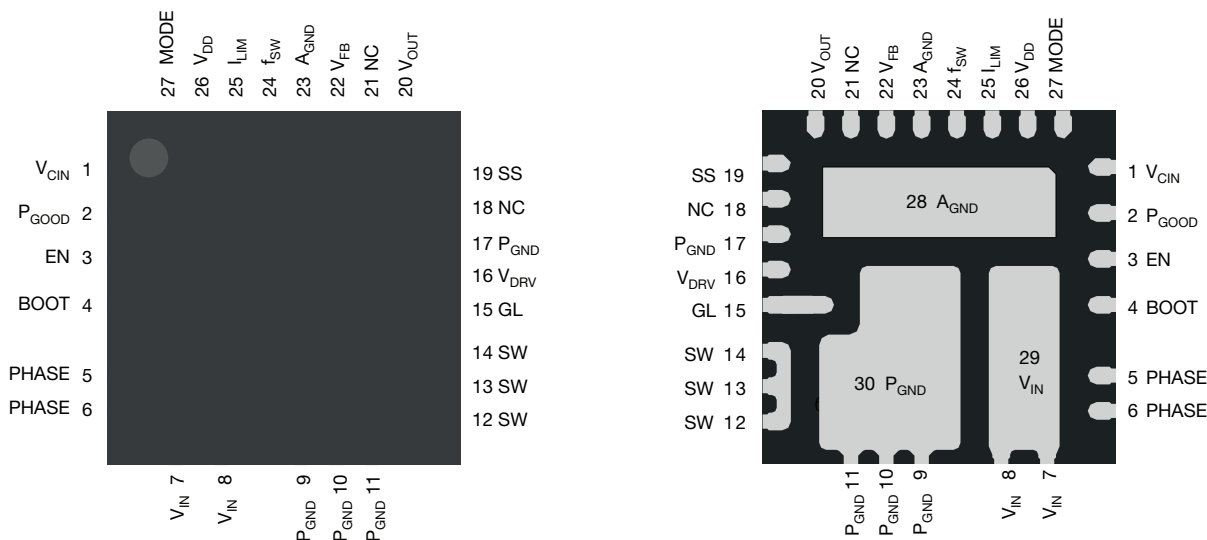 27 MODE
26 VDD
25 ILIM
24 fSW
23 AGND
22 VFB
21 NC
20 VOUT
VCIN 1
PGOOD 2
EN 3
BOOT 4
PHASE 5
PHASE 6
19 SS
18 NC
17 PGND
16 VDRV
15 GL
14 SW
13 SW
12 SW
VIN 7
VIN 8
PGND 9
PGND 10
PGND 11
20 VOUT
21 NC
22 VFB
23 AGND
24 fSW
25 ILIM
26 VDD
27 MODE
SS 19
NC 18
PGND 17
VDRV 16
GL 15
SW 14
SW 13
SW 12
28 AGND
29
VIN
30 PGND
1 VCIN
2 PGOOD
3 EN
4 BOOT
5 PHASE
6 PHASE
PGND 11
PGND 10
PGND 9
VIN 8
VIN 7